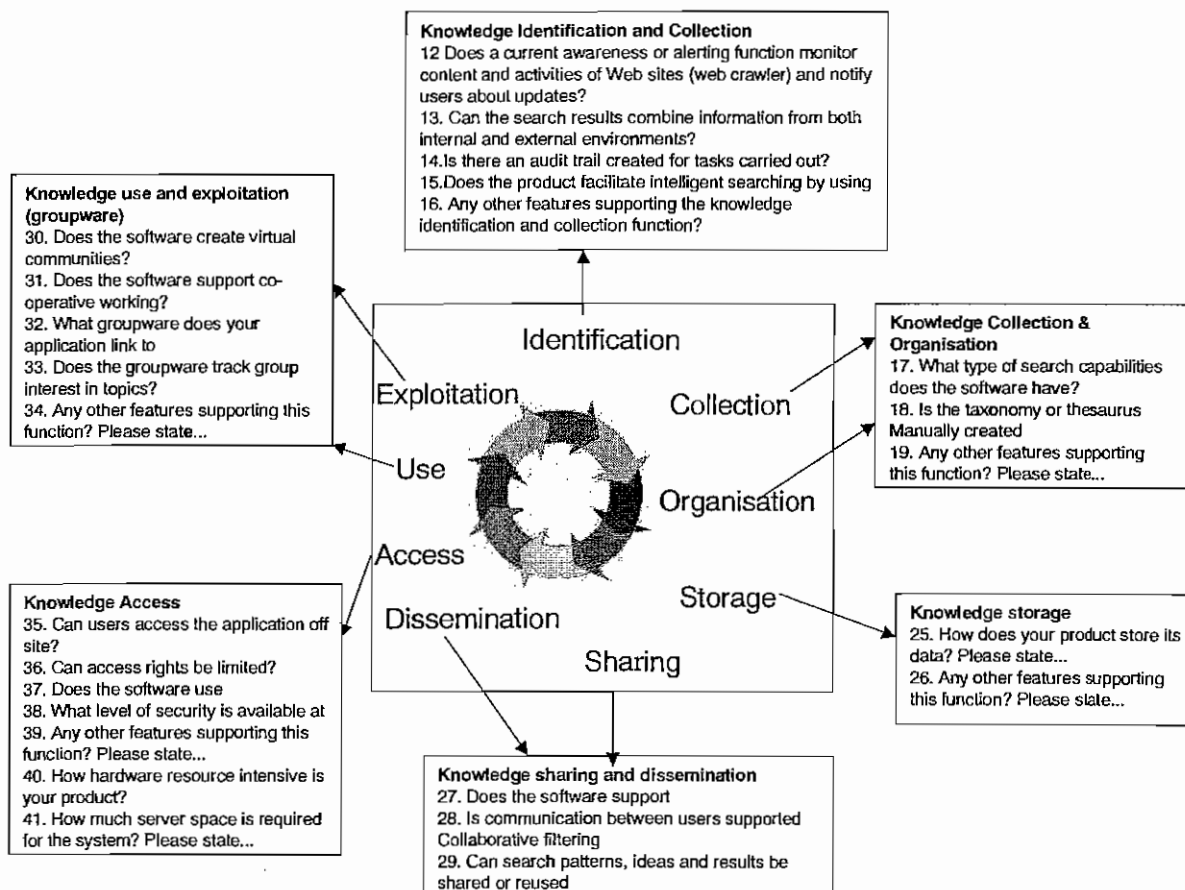 Knowledge Identification and Collection
12 Does a current awareness or alerting function monitor
content and activities of Web sites (web crawler) and notify
users about updates?
13. Can the search results combine information from both
internal and external environments?
14.Is there an audit trail created for tasks carried out?
15.Does the product facilitate intelligent searching by using
16. Any other features supporting the knowledge
identification and collection function?
Knowledge use and exploitation
(groupware)
30. Does the software create virtual
communities?
31. Does the software support co-
operative working?
32. What groupware does your
application link to
33. Does the groupware track group
interest in topics?
34. Any other features supporting this
function? Please state...
Identification
Exploitation
Collection
Use
Organisation
Access
Storage
Dissemination
Sharing
Knowledge Collection &
Organisation
17. What type of search capabilities
does the software have?
18. Is the taxonomy or thesaurus
Manually created
19. Any other features supporting
this function? Please state...
Knowledge Access
35. Can users access the application off
site?
36. Can access rights be limited?
37. Does the software use
38. What level of security is available at
39. Any other features supporting this
function? Please state...
40. How hardware resource intensive is
your product?
41. How much server space is required
for the system? Please state...
Knowledge storage
25. How does your product store its
data? Please state...
26. Any other features supporting
this function? Please state...
Knowledge sharing and dissemination
27. Does the software support
28. Is communication between users supported
Collaborative filtering
29. Can search patterns, ideas and results be
shared or reused